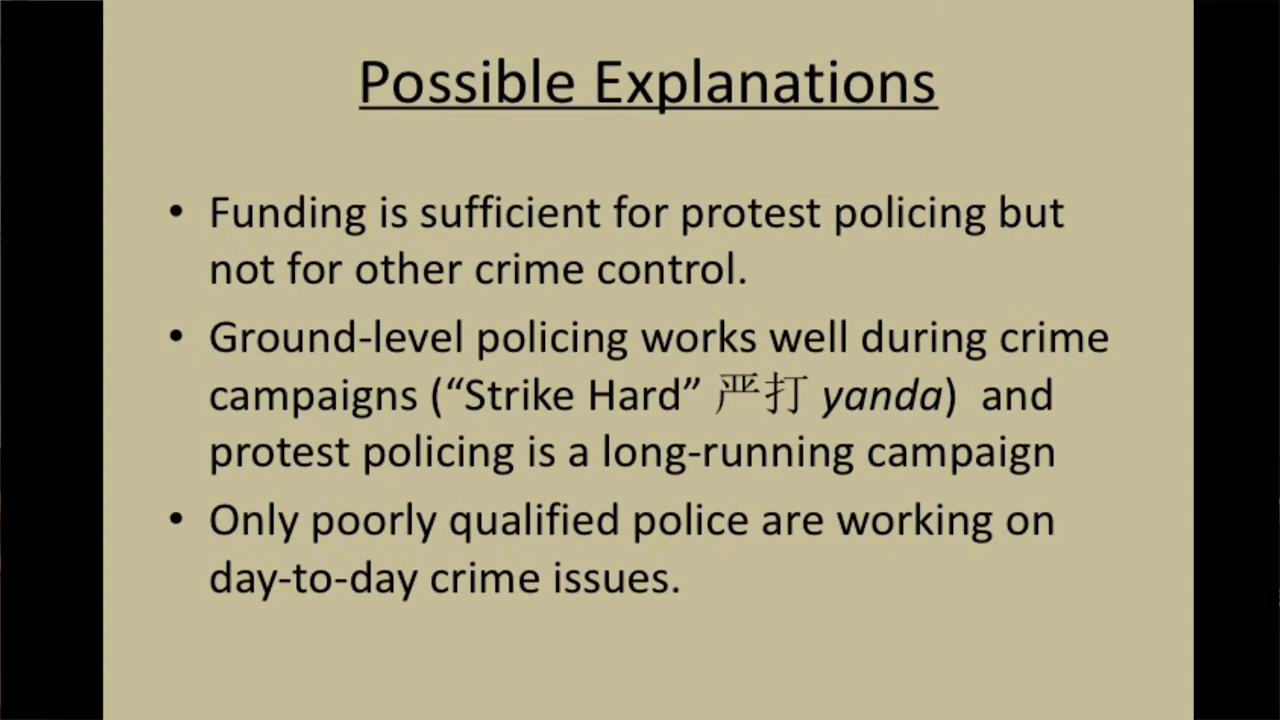 Possible Explanations
• Funding is sufficient for protest policing but
not for other crime control.
• Ground-level policing works well during crime
campaigns (“Strike Hard” 严打 yanda)  and
protest policing is a long-running campaign
• Only poorly qualified police are working on
day-to-day crime issues.